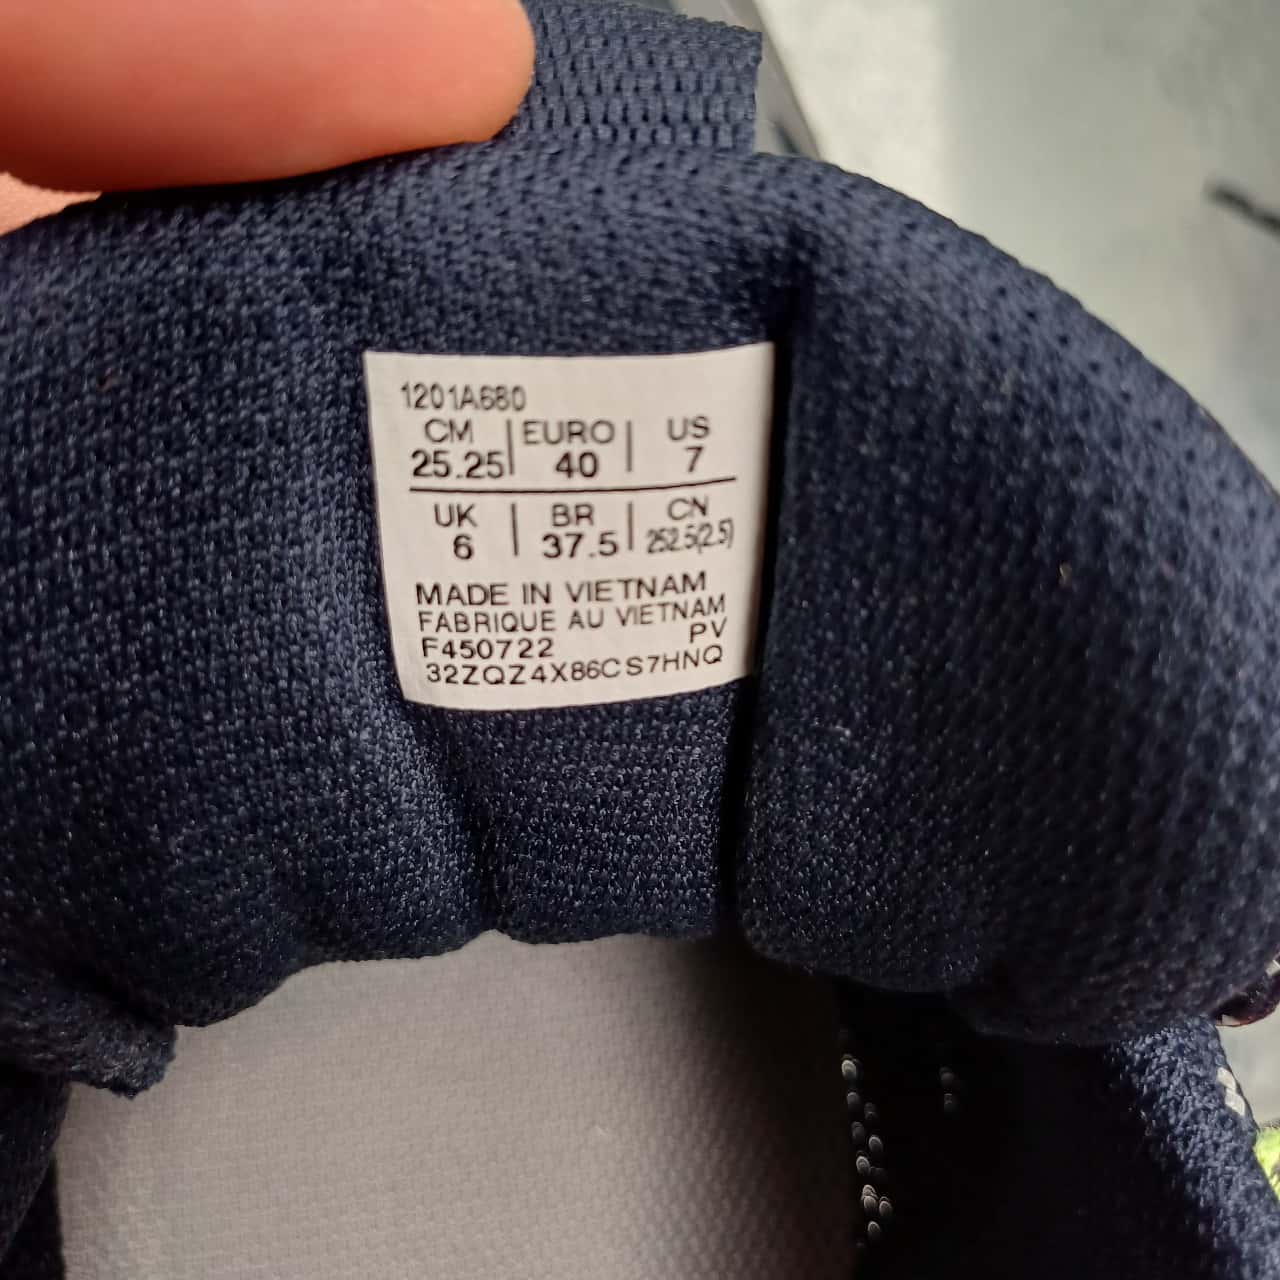 1201A680
CM | EURO | US
25.25 | 40 | 7
UK | BR | CN
6 | 37.5 | 252.5(2.5)
MADE IN VIETNAM
FABRIQUE AU VIETNAM
F450722 PV
32ZQZ4X86CS7HNQ